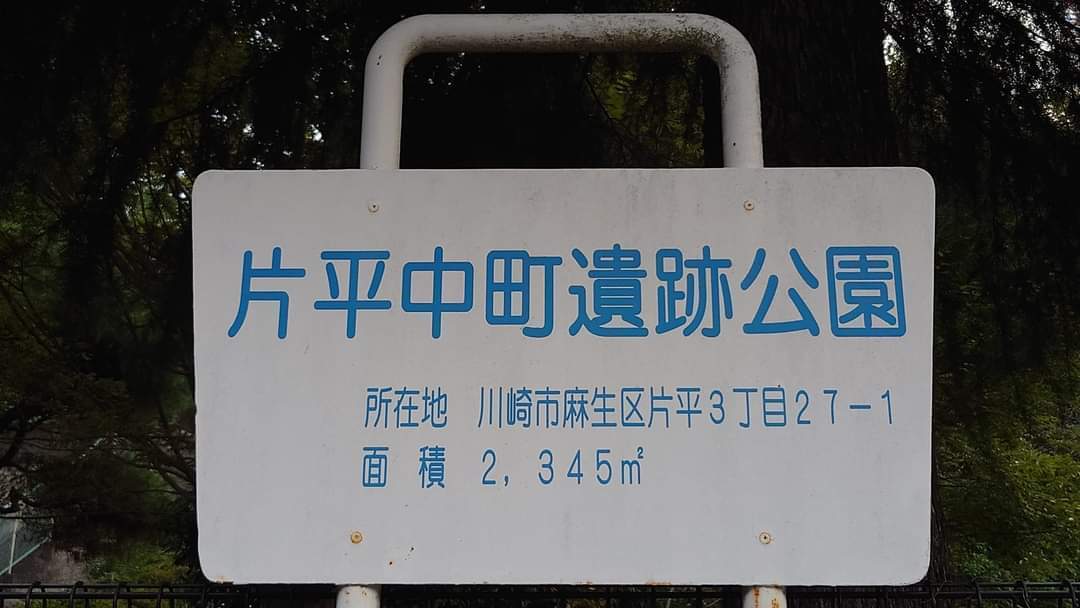 片平中町遺跡公園
所在地　川崎市麻生区片平３丁目２７－１
面　積　２，３４５㎡